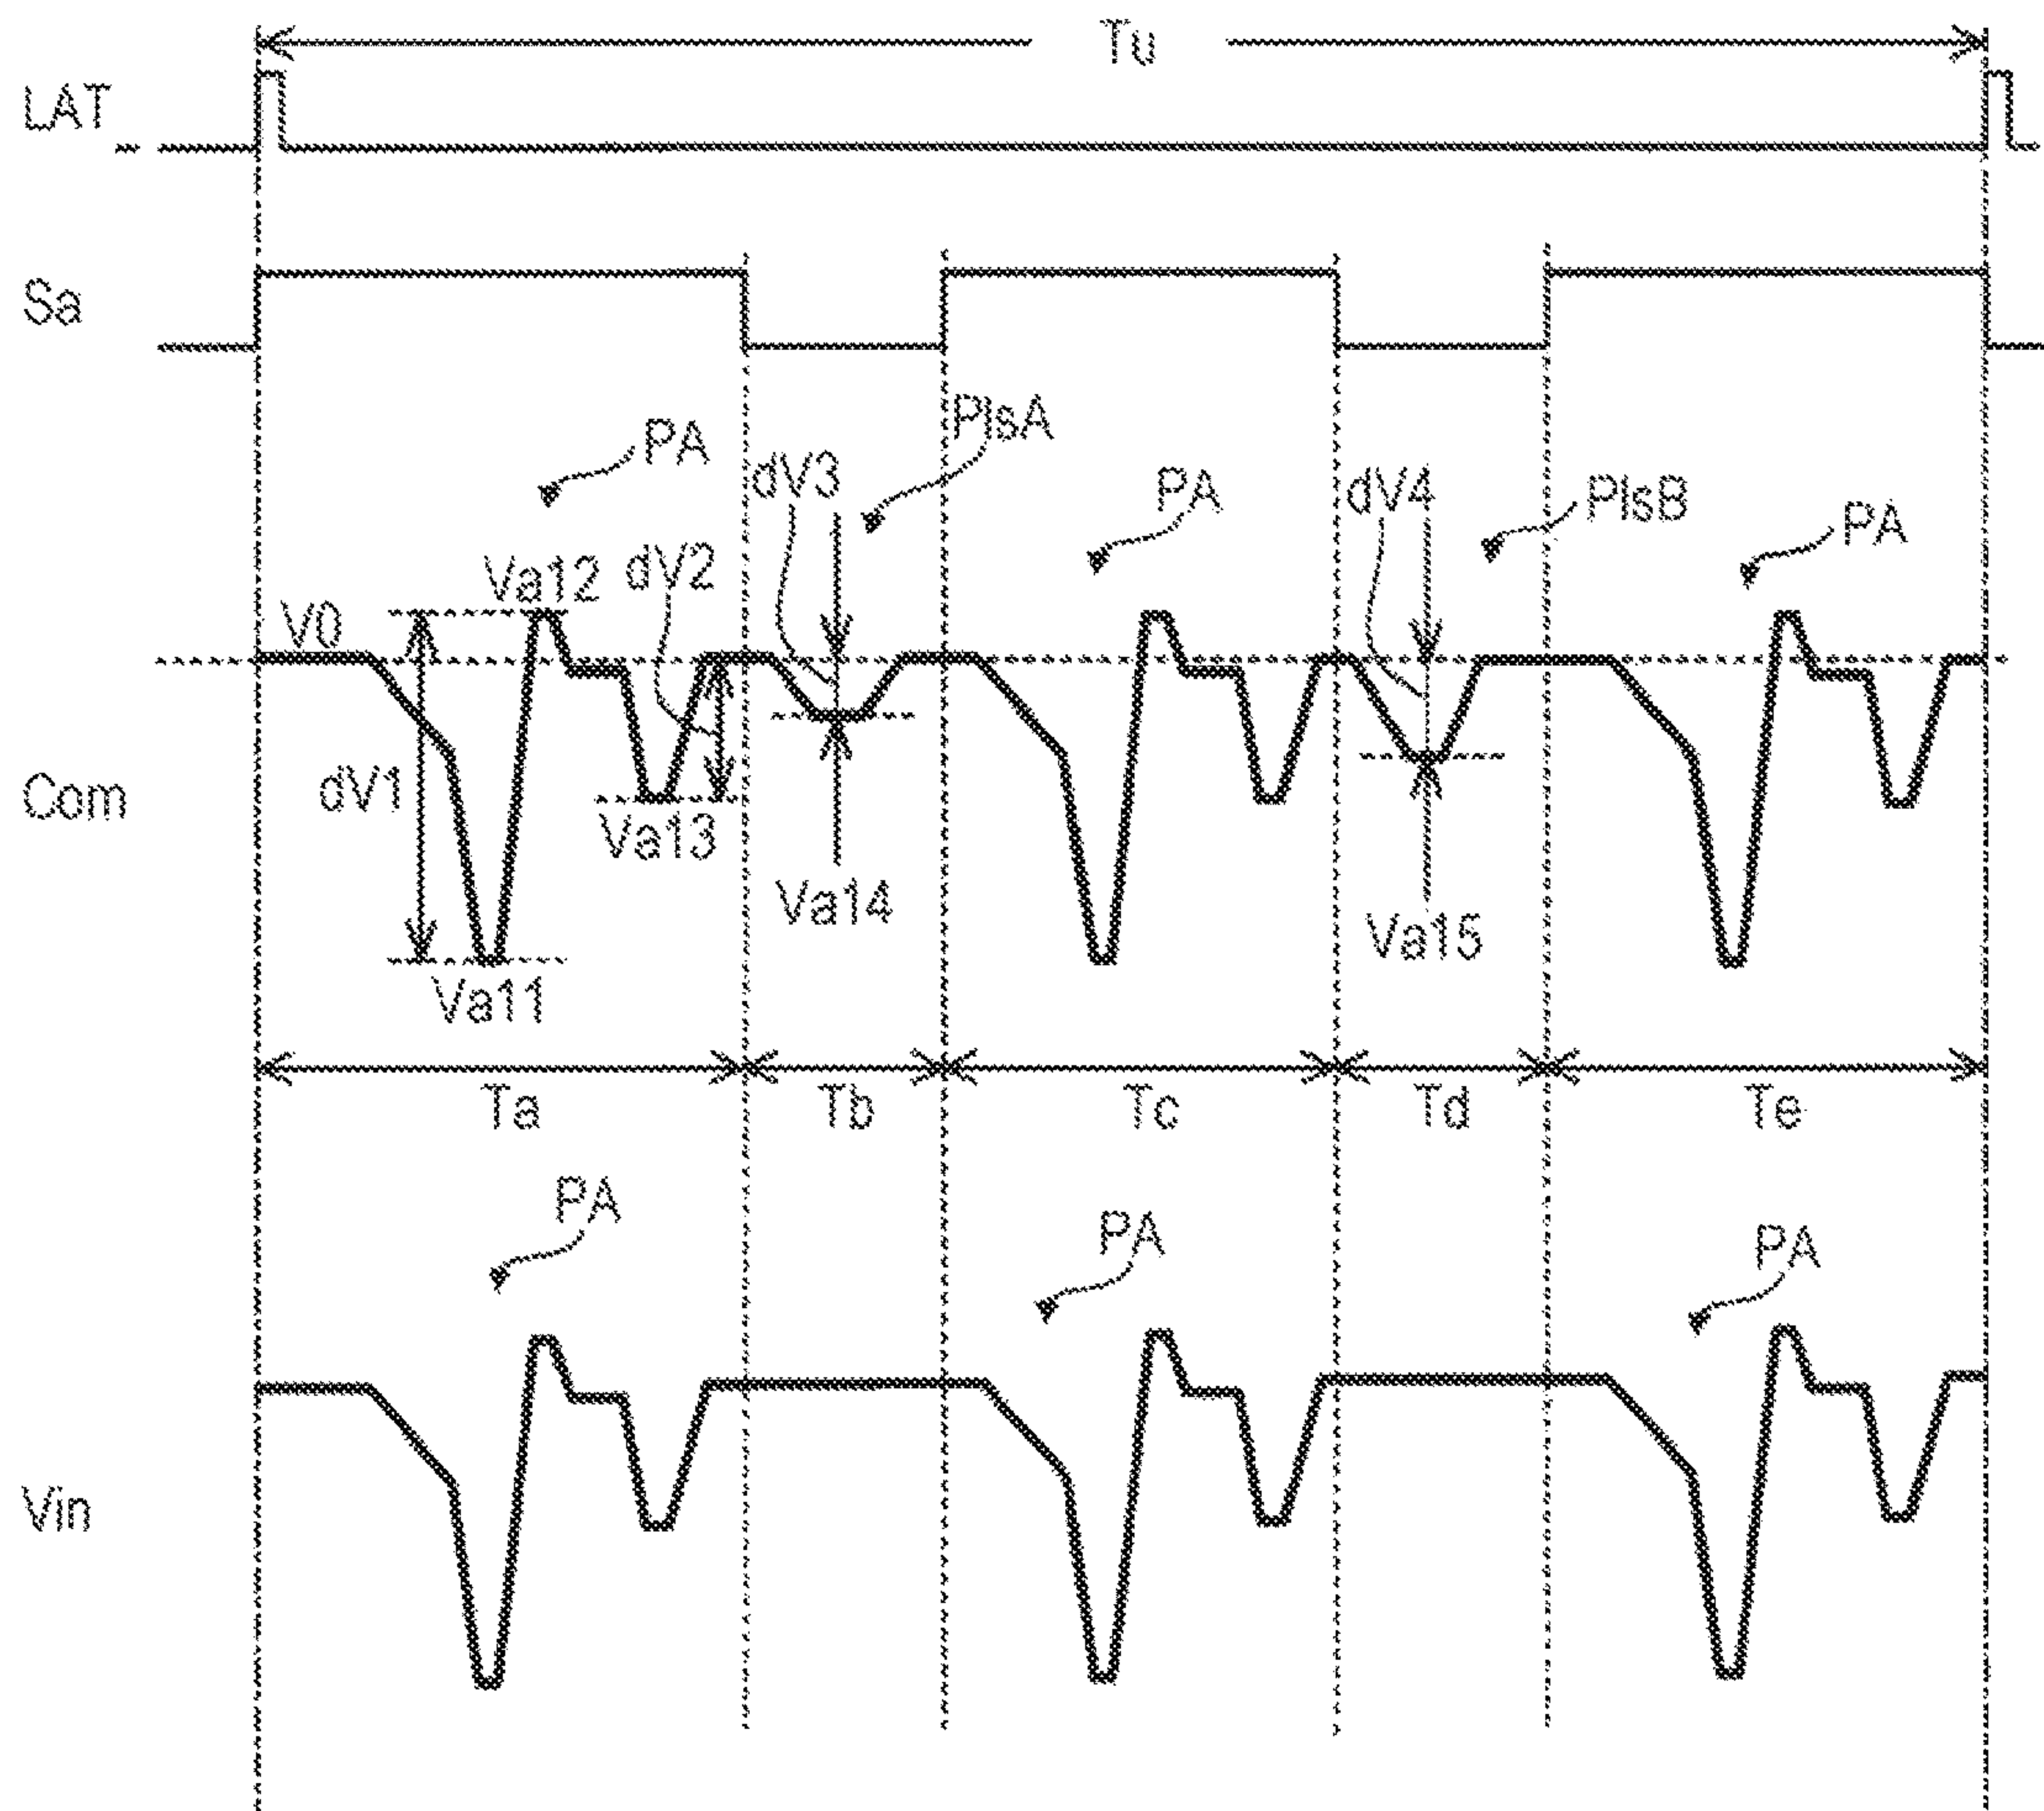 Tu
LAT
Sa
PA
PlsA
dV3
PA
dV4
PlsB
PA
Va12
dV2
V0
dV1
Com
Va13
Va14
Va15
Va11
Ta
Tb
Tc
Td
Te
PA
PA
PA
Vin